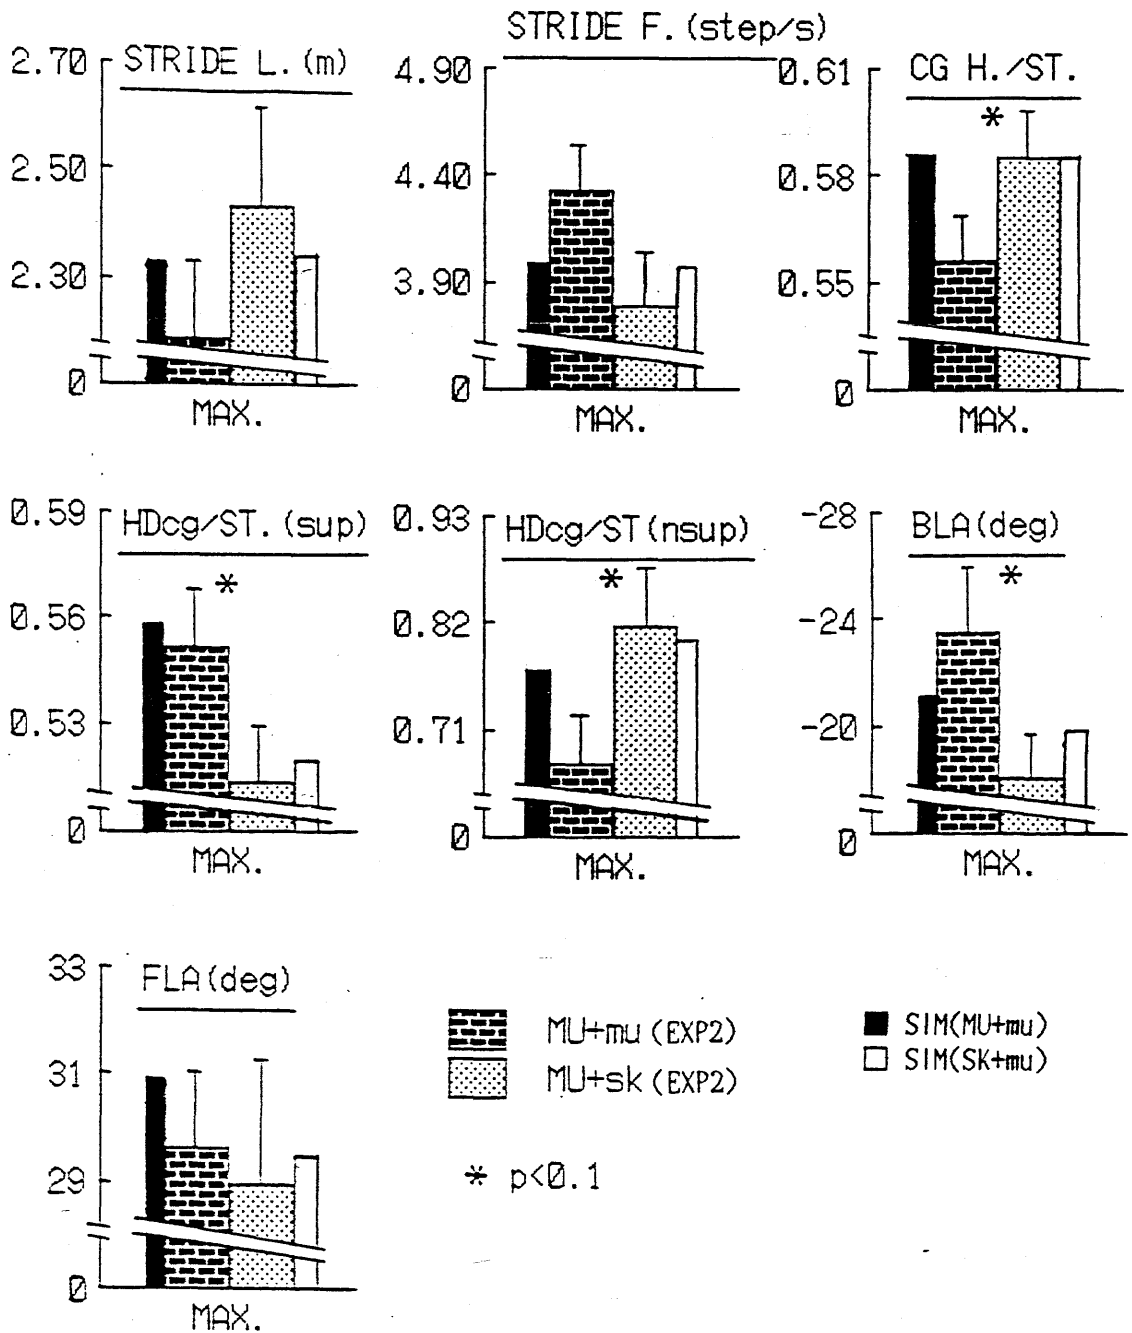 STRIDE L. (m)
2.70
2.50
2.30
0
MAX.
STRIDE F. (step/s)
4.90
4.40
3.90
0
MAX.
CG H./ST.
0.61
*
0.58
0.55
0
MAX.
HDcg/ST. (sup)
0.59
*
0.56
0.53
0
MAX.
HDcg/ST (nsup)
0.93
*
0.82
0.71
0
MAX.
BLA (deg)
-28
*
-24
-20
0
MAX.
FLA (deg)
33
31
29
0
MAX.
MU+mu (EXP2)
MU+sk (EXP2)
* p<0.1
SIM(MU+mu)
SIM(SK+mu)